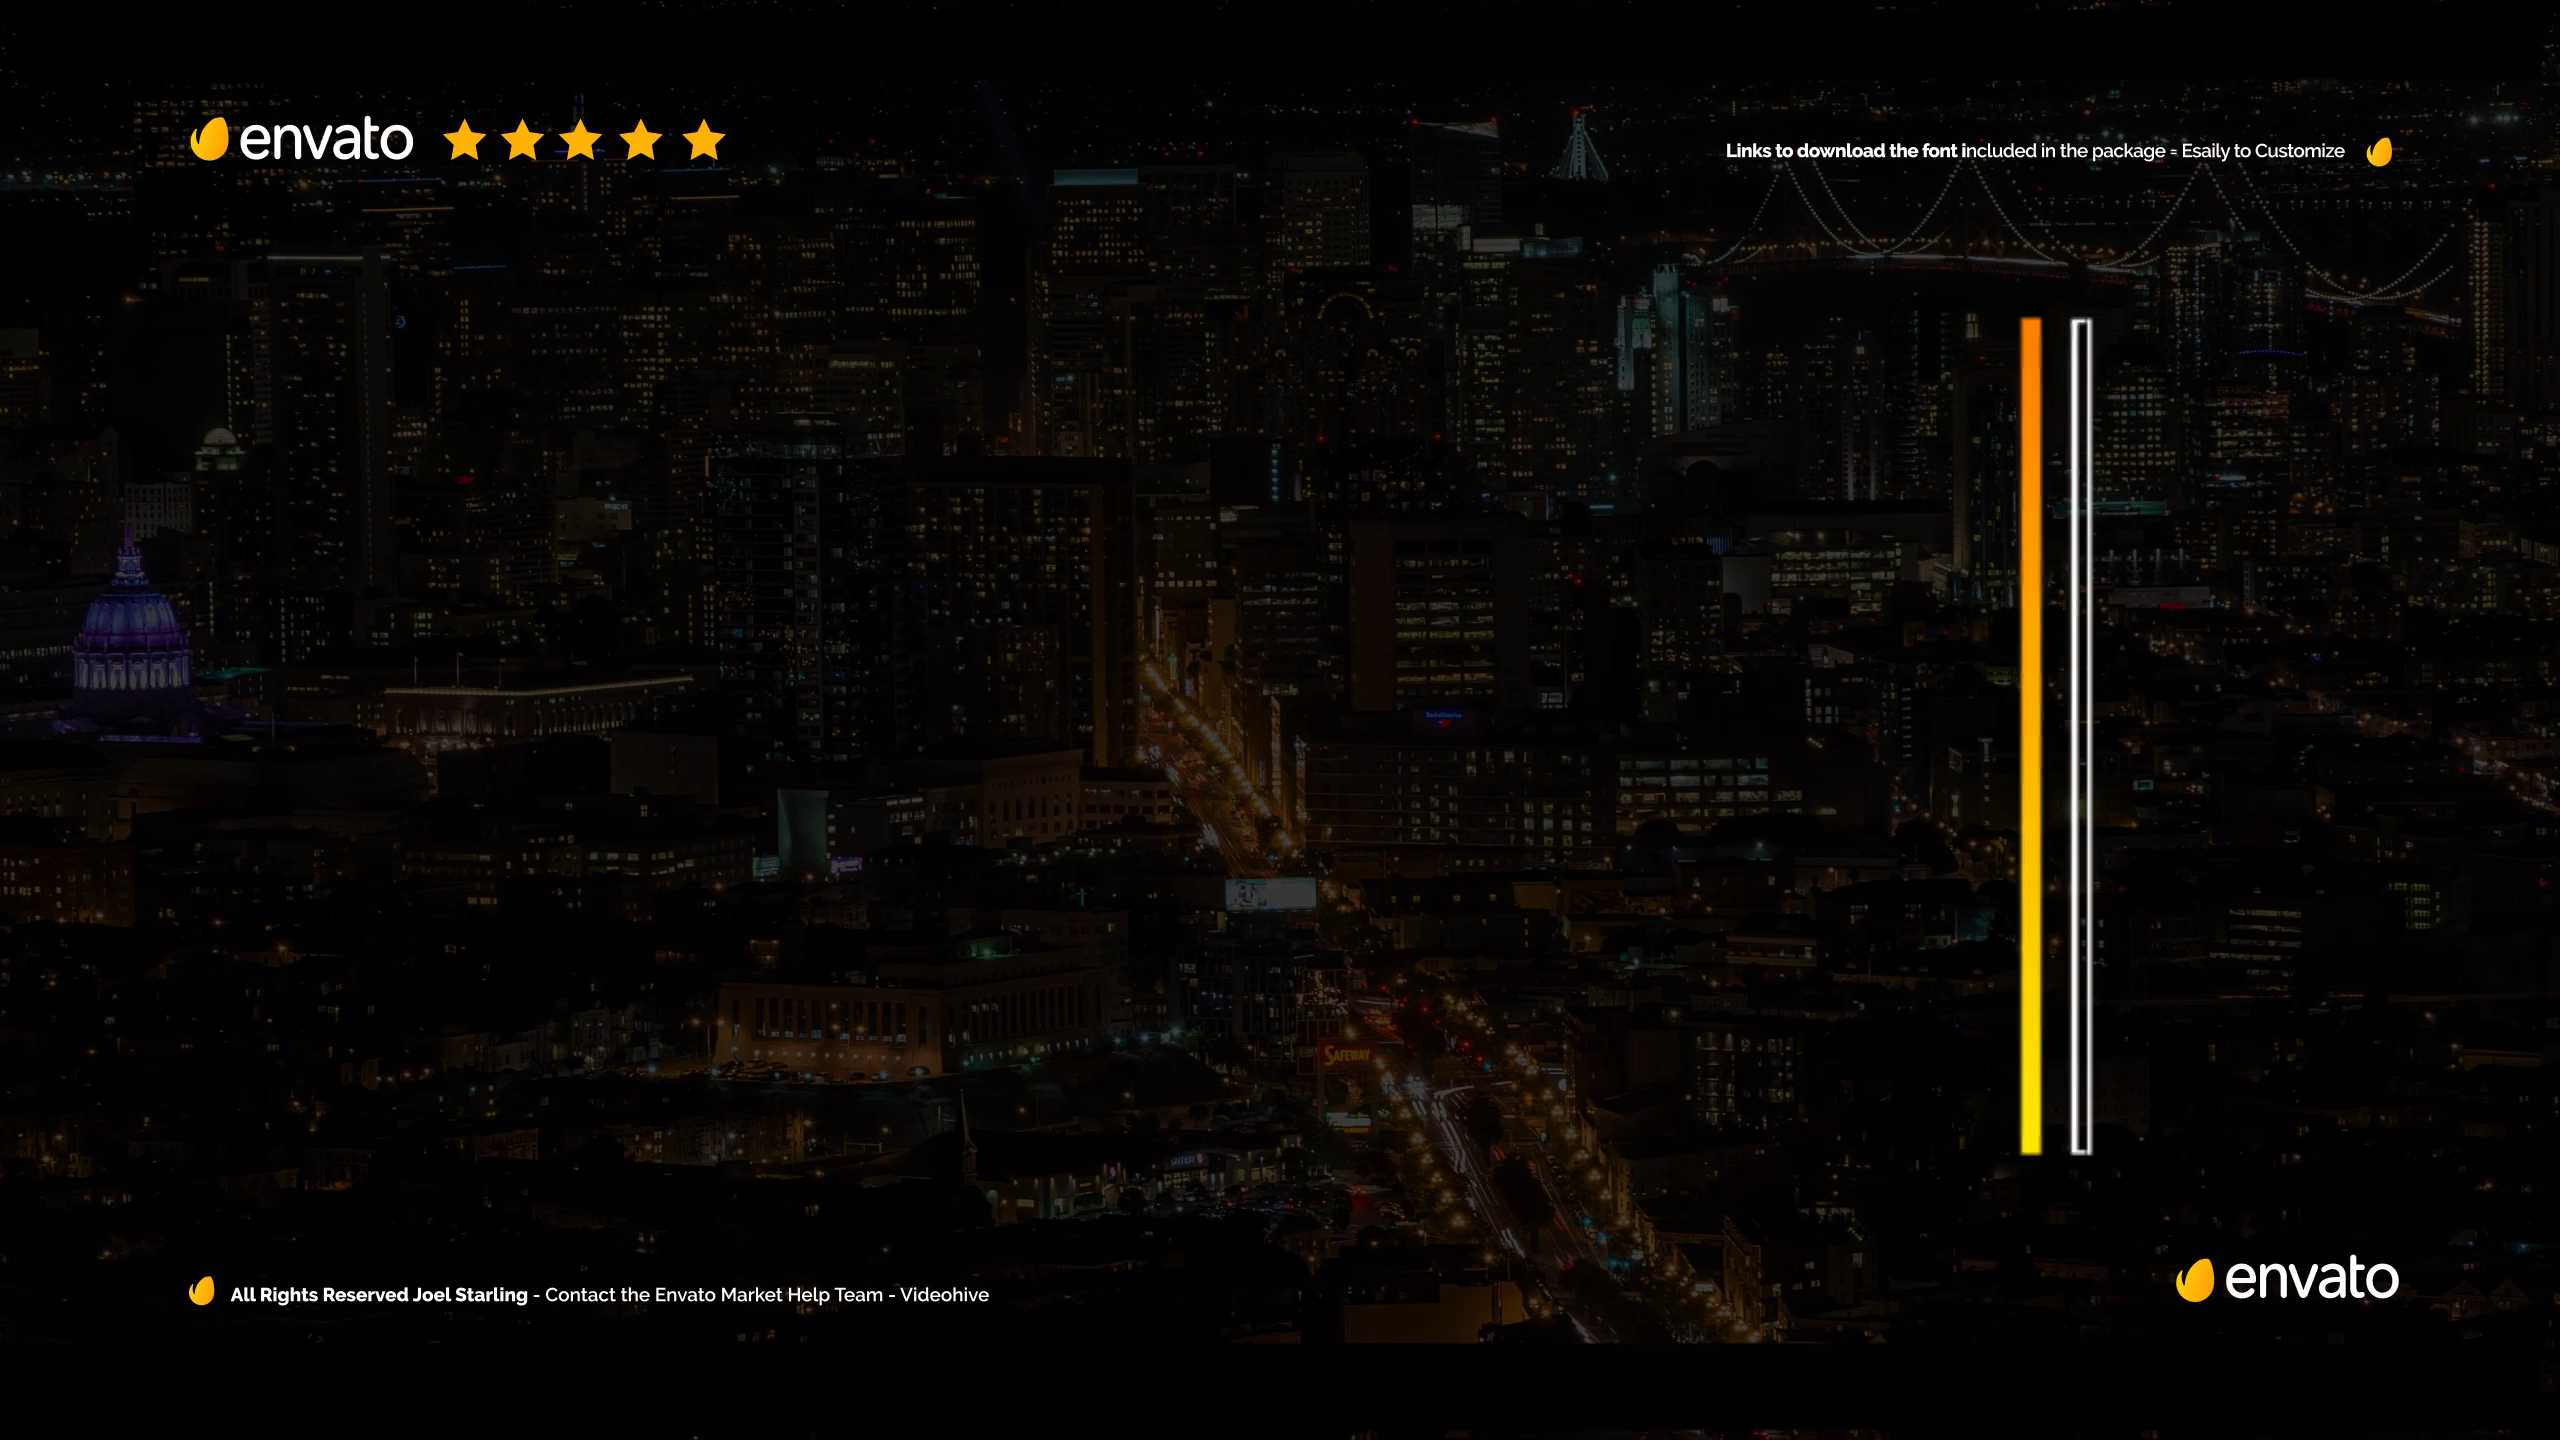 envato
Links to download the font included in the package = Esaily to Customize
SAFEWAY
All Rights Reserved Joel Starling - Contact the Envato Market Help Team - Videohive
envato